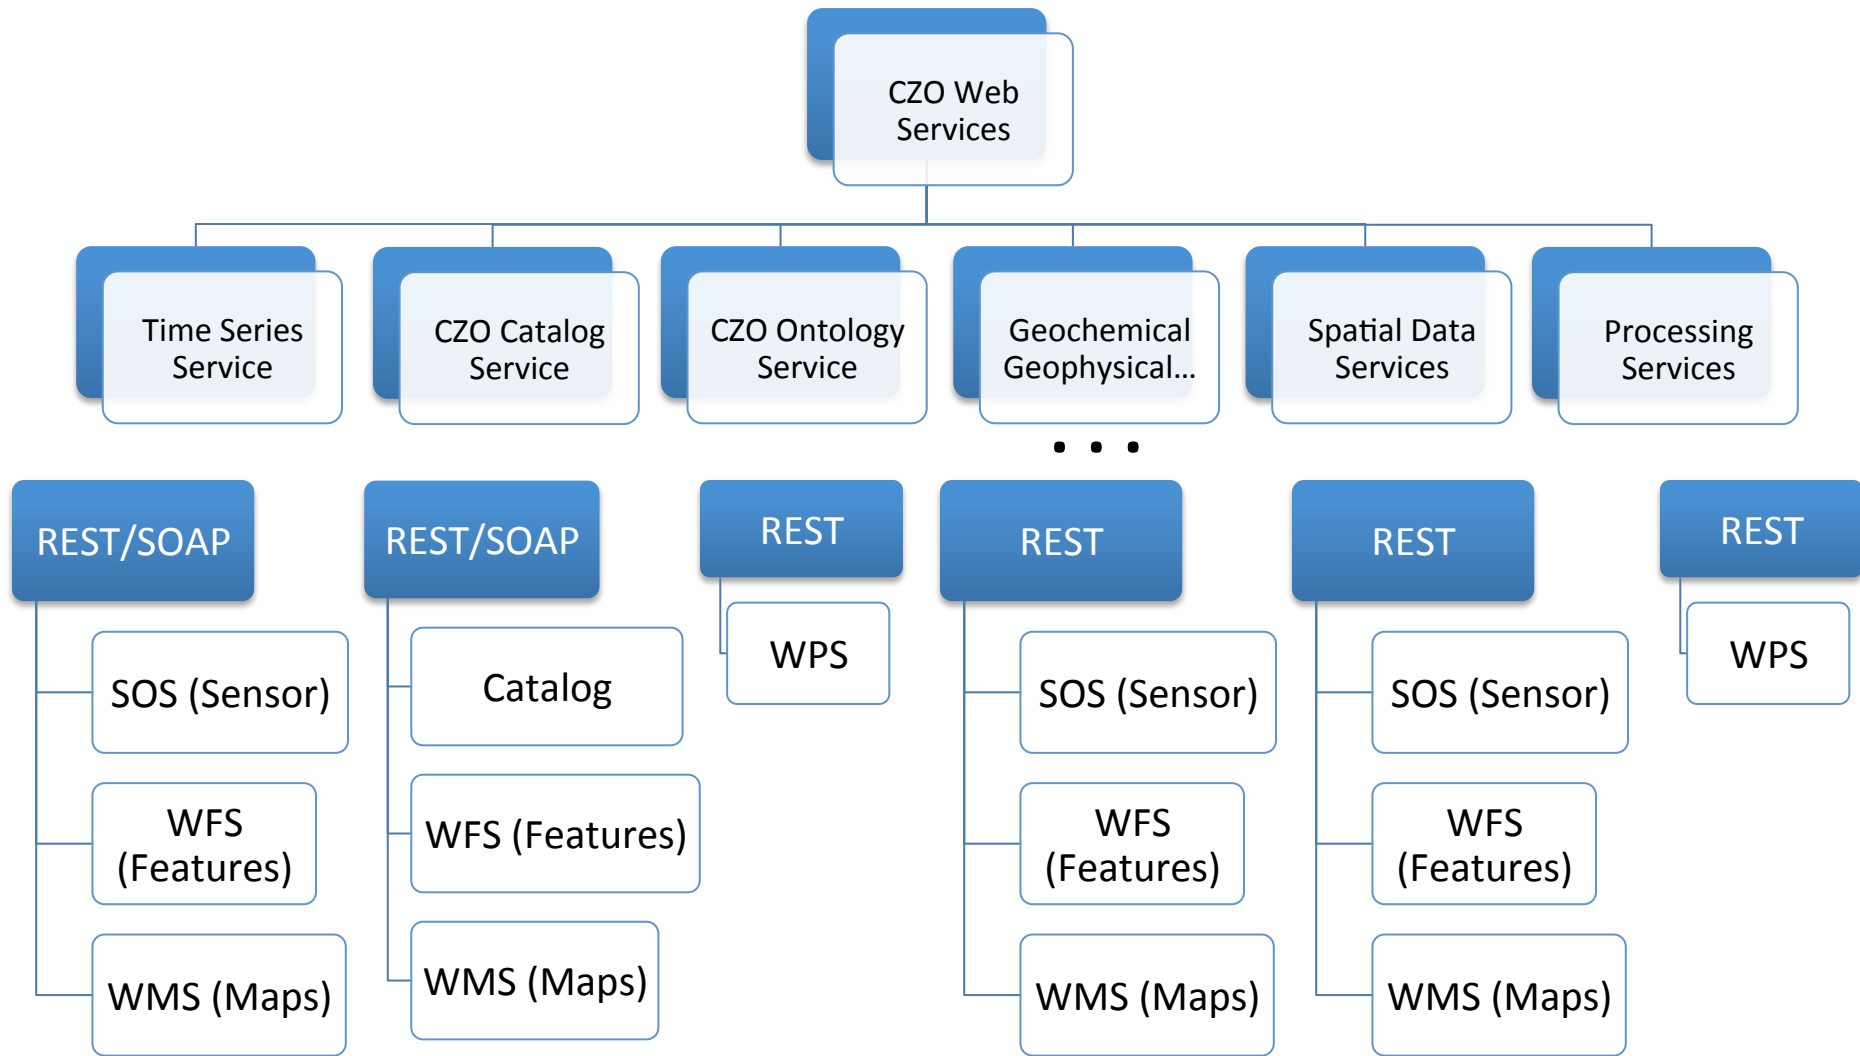 CZO Web
Services
Time Series
Service
CZO Catalog
Service
CZO Ontology
Service
Geochemical
Geophysical...
Spatial Data
Services
Processing
Services
. . .
REST/SOAP
SOS (Sensor)
WFS
(Features)
WMS (Maps)
REST/SOAP
Catalog
WFS (Features)
WMS (Maps)
REST
WPS
REST
SOS (Sensor)
WFS
(Features)
WMS (Maps)
REST
SOS (Sensor)
WFS
(Features)
WMS (Maps)
REST
WPS